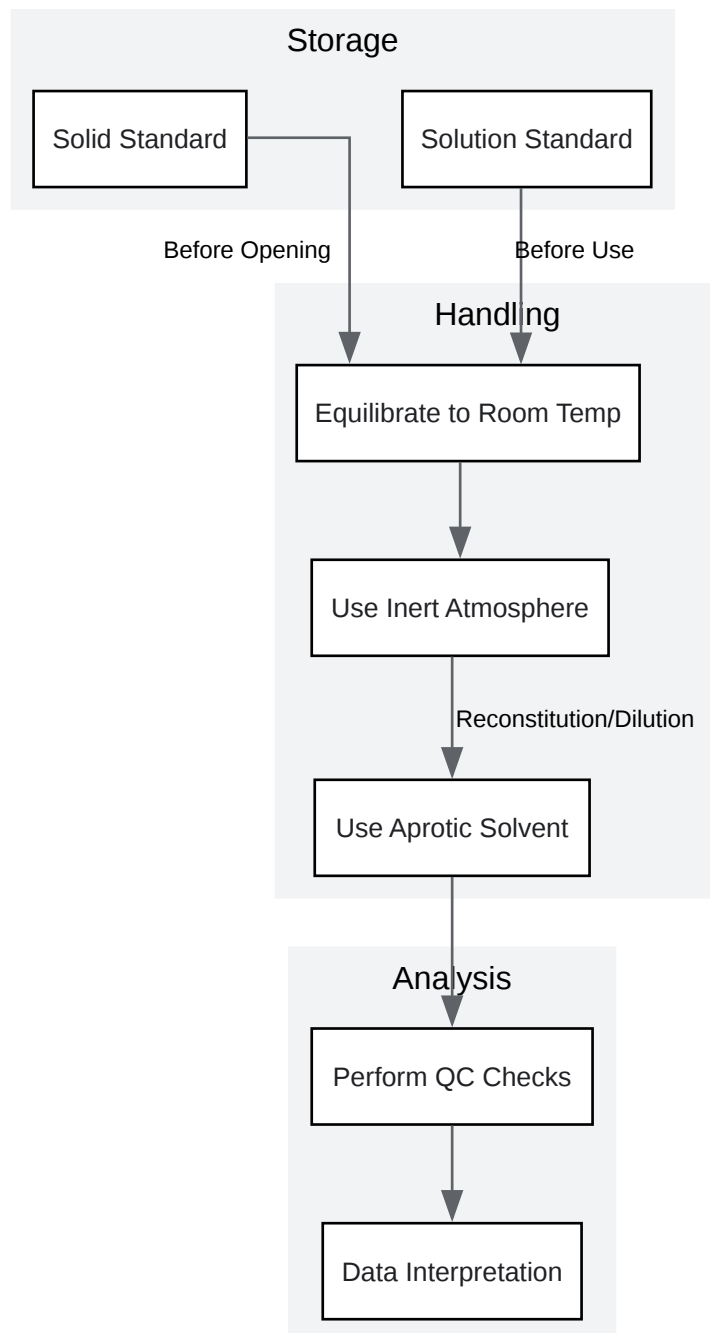 Storage
Solid Standard
Solution Standard
Before Opening
Before Use
Handling
Equilibrate to Room Temp
Use Inert Atmosphere
Reconstitution/Dilution
Use Aprotic Solvent
Analysis
Perform QC Checks
Data Interpretation